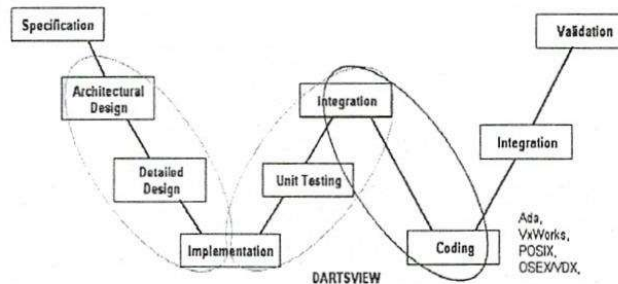 Specification
Validation
Architectural
Design
Integration
Integration
Detailed
Design
Unit Testing
Implementation
Coding
Ada,
VxWorks,
POSIX,
OSEX/VDX,
DARTSVIEW